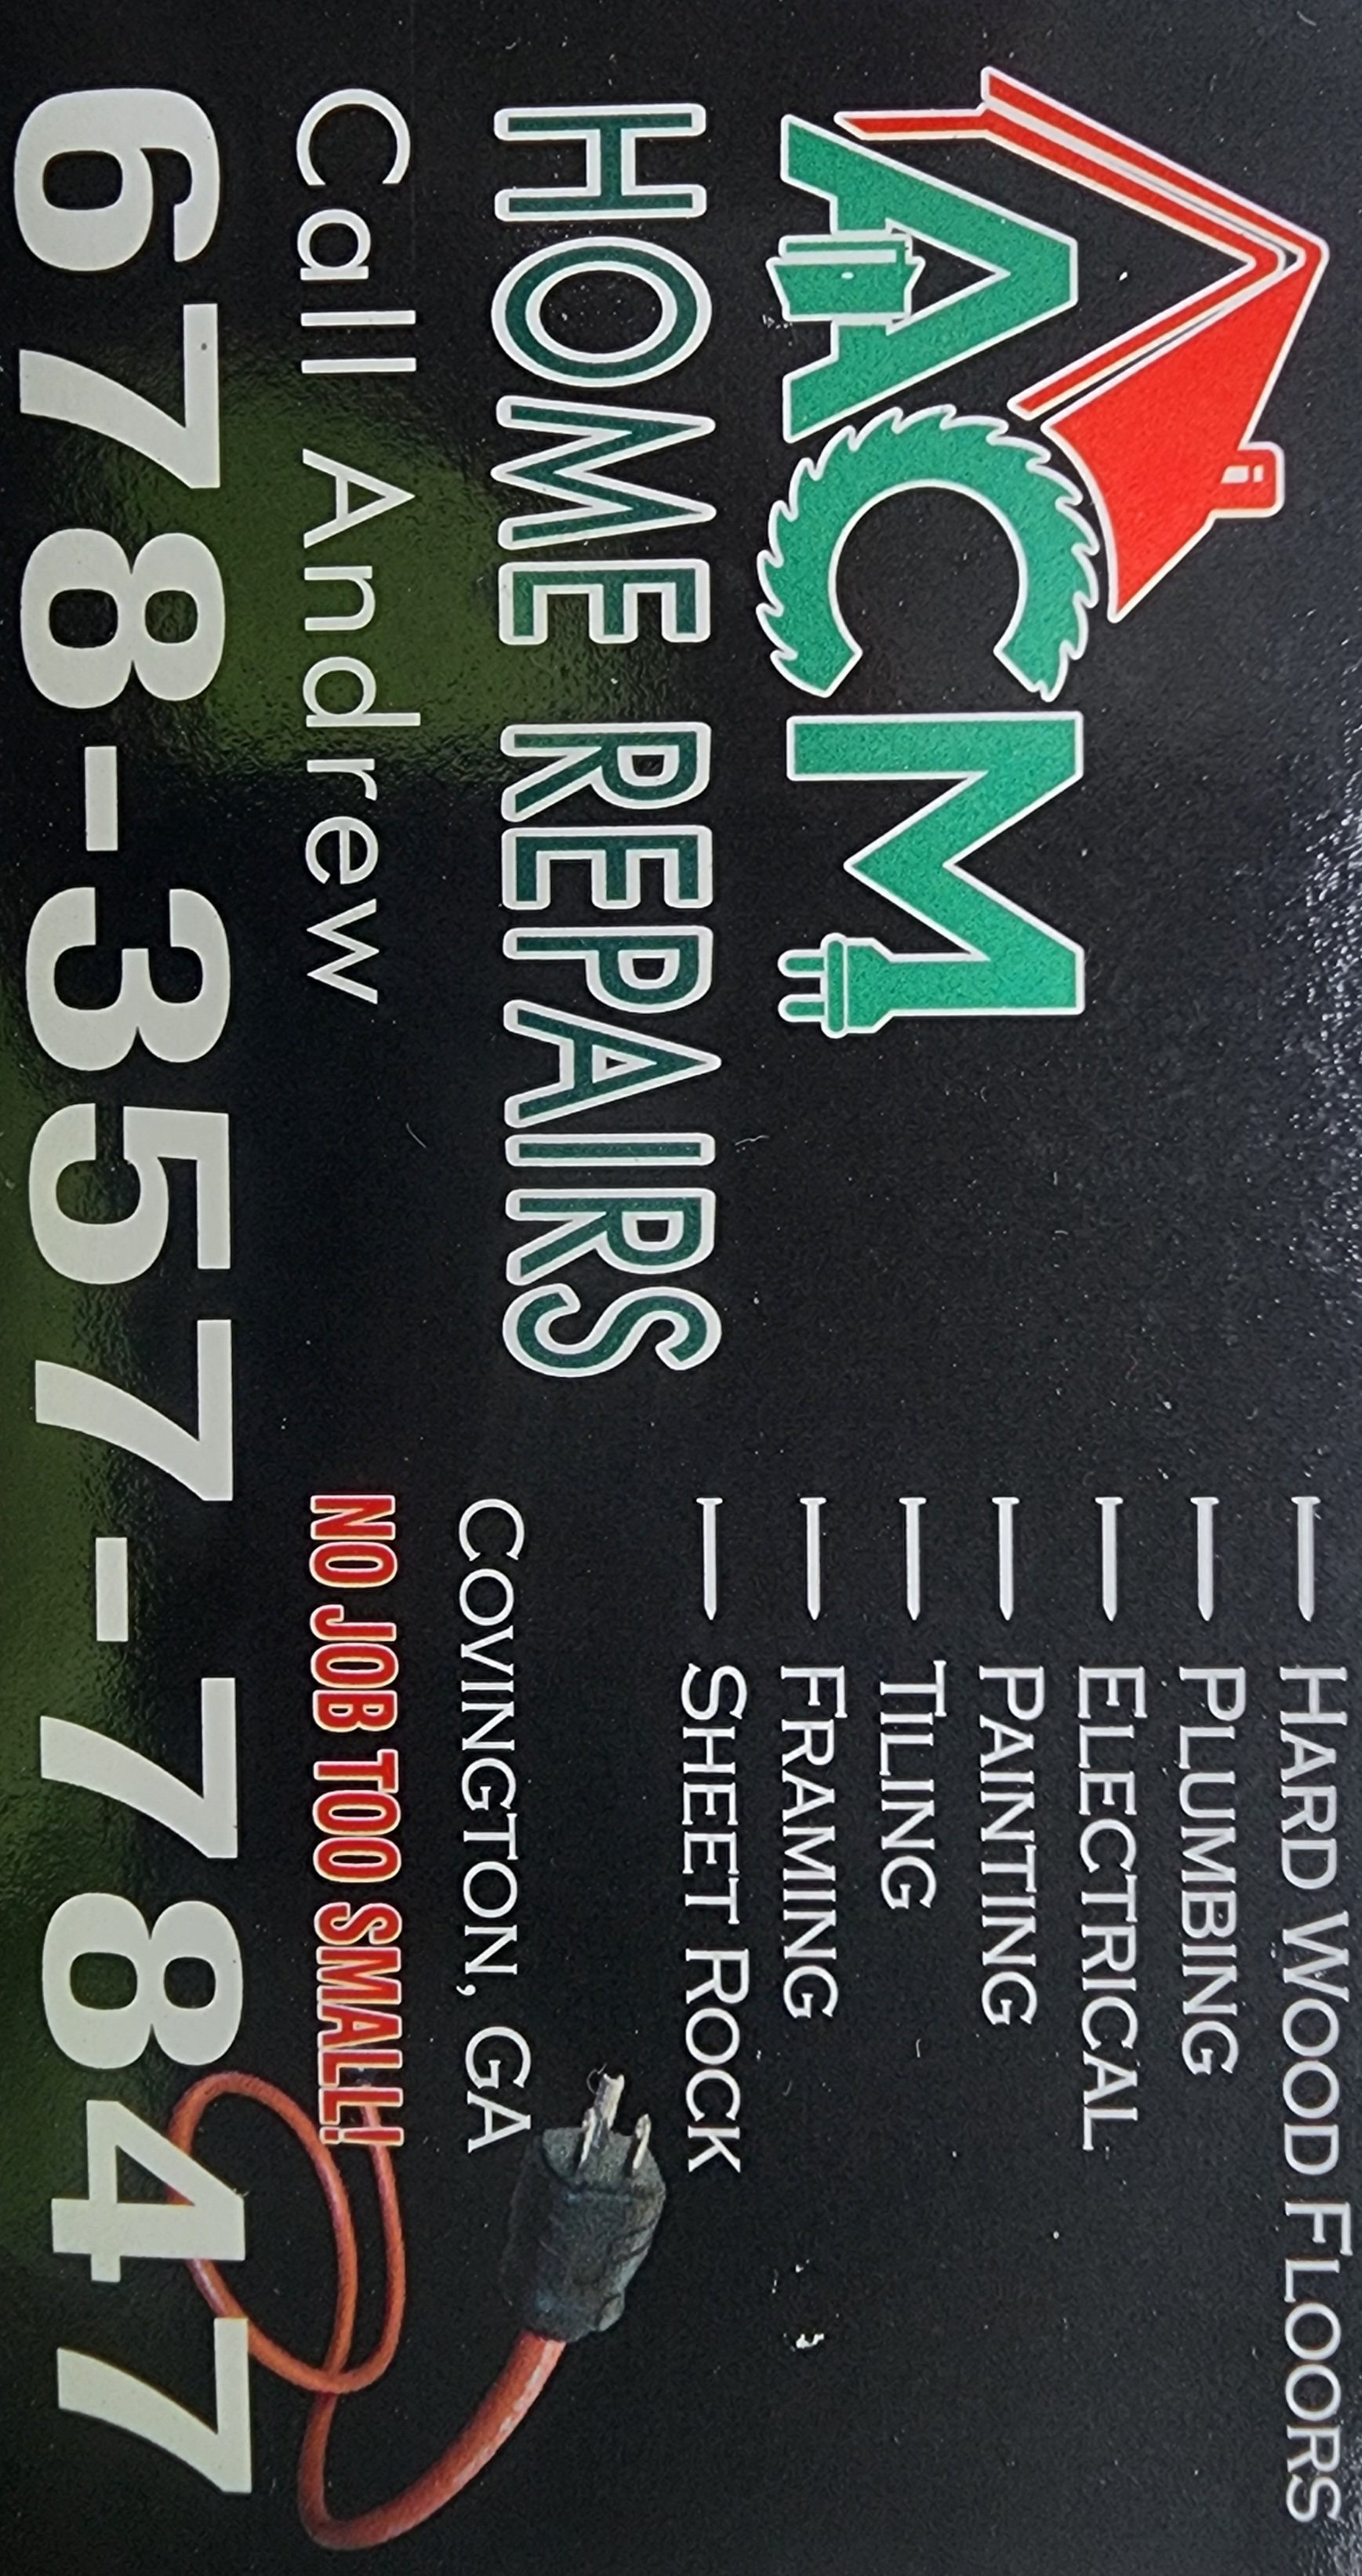 ACM
HOME REPAIRS
Call Andrew
678-357-7847
HARD WOOD FLOORS
PLUMBING
ELECTRICAL
PAINTING
TILING
FRAMING
SHEET ROCK
COVINGTON, GA
NO JOB TOO SMALL!